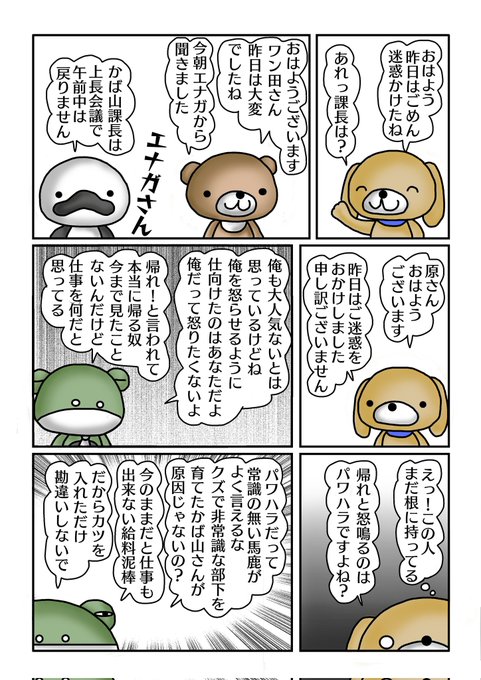 おはよう
昨日はごめん
迷惑かけたね
あれっ課長は？
おはようございます
ワン田さん
昨日は大変
でしたね
今朝エナガから
聞きました
エナガさん
かば山課長は
上長会議で
午前中は
戻りません
原さん
おはよう
ございます
昨日はご迷惑を
おかけしました
申し訳ございません
俺も大人気ないとは
思っているけどね
俺を怒らせるように
仕向けたのはあなただよ
俺だって怒りたくないよ
帰れ！と言われて
本当に帰る奴
今まで見たこと
ないんだけど
仕事を何だと
思ってる
えっ！この人
まだ根に持ってる
帰れと怒鳴るのは
パワハラですよね？
パワハラだって
常識の無い馬鹿が
よく言えるな
クズで非常識な部下を
育てたかば山さんが
原因じゃないの？
今のままだと仕事も
出来ない給料泥棒
だからカツを
入れただけ
勘違いしないで